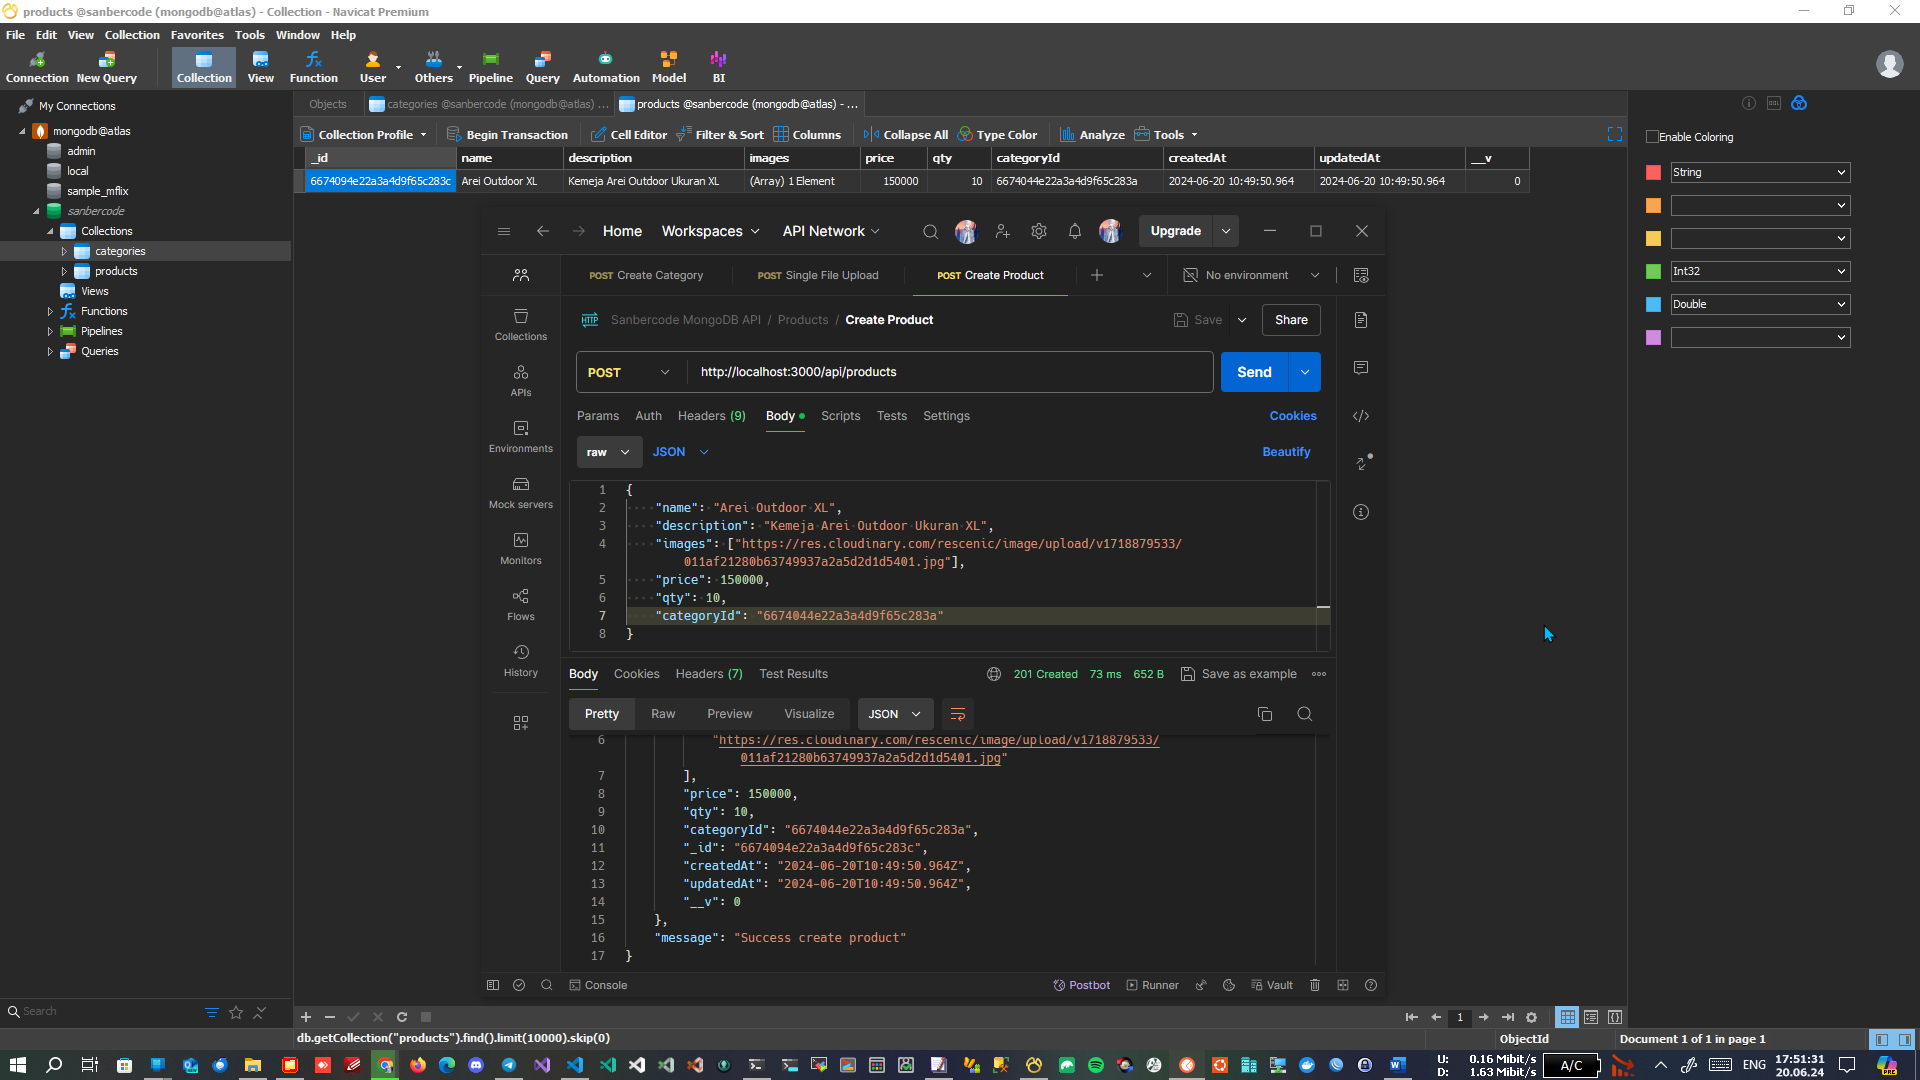 products @sanbercode (mongodb@atlas) - Collection - Navicat Premium
File Edit View Collection Favorites Tools Window Help
Connection New Query Collection View Function User Others Pipeline Query Automation Model BI
My Connections
mongodb@atlas
admin
local
sample_mflix
sanbercode
Collections
categories
products
Views
Functions
Pipelines
Queries
Search
Objects categories @sanbercode (mongodb@atlas) ... products @sanbercode (mongodb@atlas) - ...
Collection Profile Begin Transaction Cell Editor Filter & Sort Columns Collapse All Type Color Analyze Tools
_id name description images price qty categoryId createdAt updatedAt __v
6674094e22a3a4d9f65c283c Arei Outdoor XL Kemeja Arei Outdoor Ukuran XL (Array) 1 Element 150000 10 6674044e22a3a4d9f65c283a 2024-06-20 10:49:50.964 2024-06-20 10:49:50.964 0
Home Workspaces API Network Upgrade
POST Create Category POST Single File Upload POST Create Product No environment
Collections
APIs
Environments
Mock servers
Monitors
Flows
History
HTTP Sanbercode MongoDB API / Products / Create Product Save Share
POST http://localhost:3000/api/products Send
Params Auth Headers (9) Body Scripts Tests Settings Cookies
raw JSON Beautify
1 {
2 "name": "Arei Outdoor XL",
3 "description": "Kemeja Arei Outdoor Ukuran XL",
4 "images": ["https://res.cloudinary.com/rescenic/image/upload/v1718879533/
011af21280b63749937a2a5d2d1d5401.jpg"],
5 "price": 150000,
6 "qty": 10,
7 "categoryId": "6674044e22a3a4d9f65c283a"
8 }
Body Cookies Headers (7) Test Results 201 Created 73 ms 652 B Save as example
Pretty Raw Preview Visualize JSON
6 "https://res.cloudinary.com/rescenic/image/upload/v1718879533/
011af21280b63749937a2a5d2d1d5401.jpg"
7 ],
8 "price": 150000,
9 "qty": 10,
10 "categoryId": "6674044e22a3a4d9f65c283a",
11 "_id": "6674094e22a3a4d9f65c283c",
12 "createdAt": "2024-06-20T10:49:50.964Z",
13 "updatedAt": "2024-06-20T10:49:50.964Z",
14 "__v": 0
15 },
16 "message": "Success create product"
17 }
Console Postbot Runner Vault
Enable Coloring
String
Int32
Double
1
db.getCollection("products").find().limit(10000).skip(0) ObjectId Document 1 of 1 in page 1
U: 0.16 Mibit/s
D: 1.63 Mibit/s
A/C
ENG
17:51:31
20.06.24